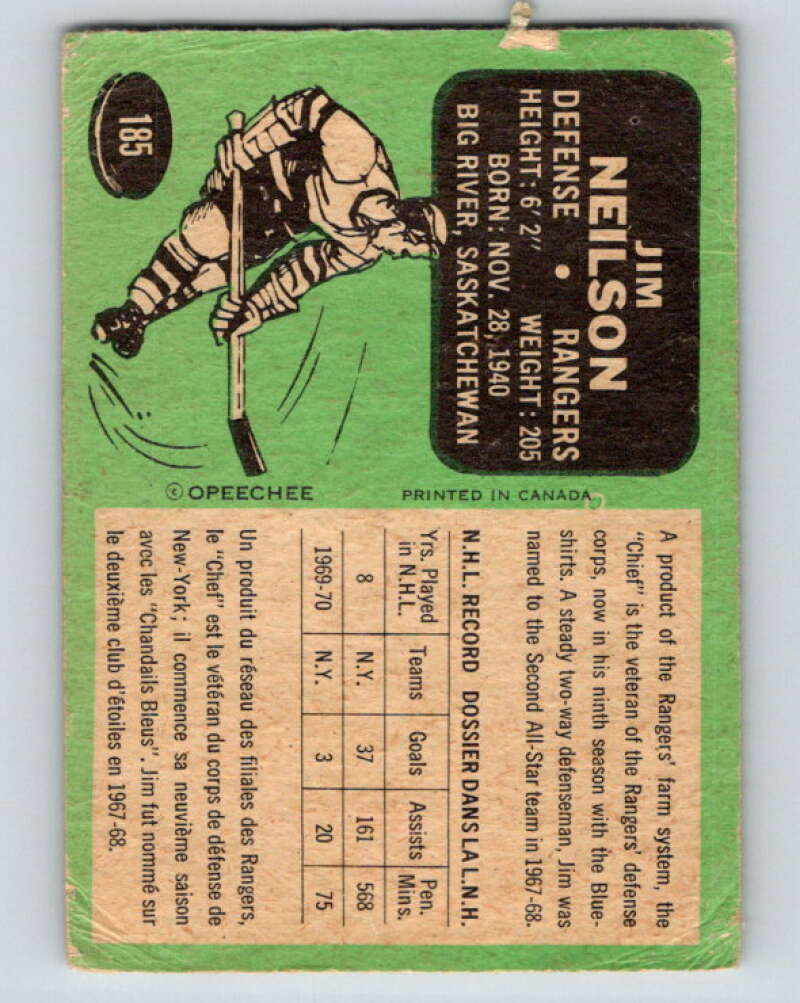 185
JIM
NEILSON
DEFENSE • RANGERS
HEIGHT: 6'2" WEIGHT: 205
BORN: NOV. 28, 1940
BIG RIVER, SASKATCHEWAN
© OPEECHEE PRINTED IN CANADA
A product of the Rangers' farm system, the
"Chief" is the veteran of the Rangers' defense
corps, now in his ninth season with the Blue-
shirts. A steady two-way defenseman, Jim was
named to the Second All-Star team in 1967-68.
N.H.L. RECORD DOSSIER DANS LA L.N.H.
Yrs. Played in N.H.L. Teams Goals Assists Pen. Mins.
8 N.Y. 37 161 568
1969-70 N.Y. 3 20 75
Un produit du réseau des filiales des Rangers,
le "Chef" est le vétéran du corps de défense de
New-York; il commence sa neuvième saison
avec les "Chandails Bleus". Jim fut nommé sur
le deuxième club d'étoiles en 1967-68.